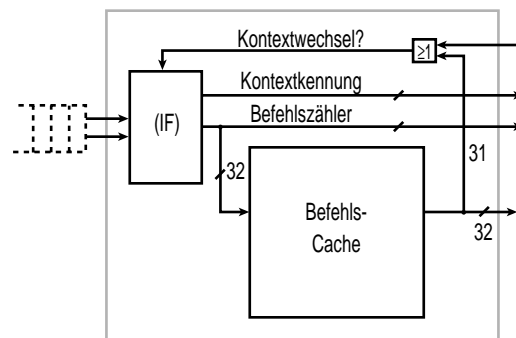 Kontextwechsel?
≥1
Kontextkennung
(IF)
Befehlszähler
31
32
Befehls-
Cache
32